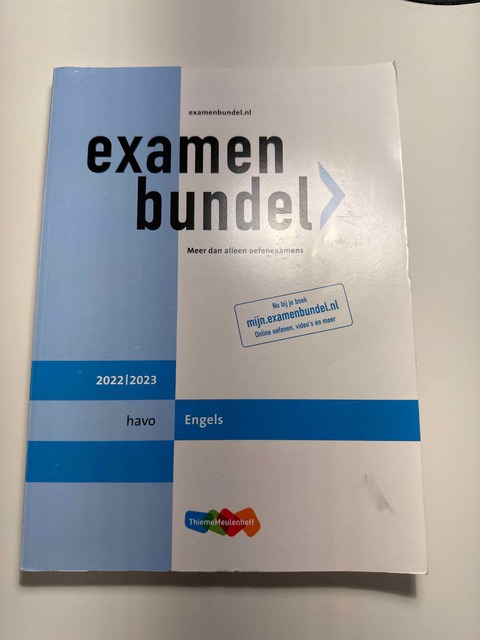 examenbundel.nl
examen
bundel
Meer dan alleen oefenexamens
Nu bij je boek
mijn.examenbundel.nl
Online oefenen, video's en meer
2022|2023
havo Engels
ThiemeMeulenhoff